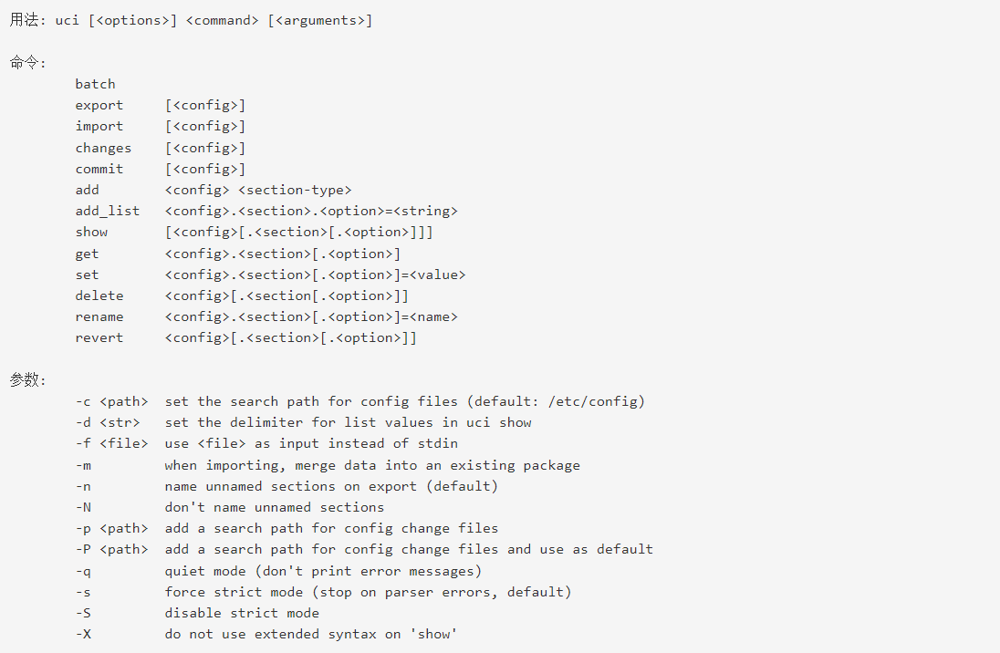 用法: uci [<options>] <command> [<arguments>]
命令:
batch
export [<config>]
import [<config>]
changes [<config>]
commit [<config>]
add <config> <section-type>
add_list <config>.<section>.<option>=<string>
show [<config>[.<section>[.<option>]]]
get <config>.<section>[.<option>]
set <config>.<section>[.<option>]=<value>
delete <config>[.<section[.<option>]]
rename <config>.<section>[.<option>]=<name>
revert <config>[.<section>[.<option>]]
参数:
-c <path> set the search path for config files (default: /etc/config)
-d <str> set the delimiter for list values in uci show
-f <file> use <file> as input instead of stdin
-m when importing, merge data into an existing package
-n name unnamed sections on export (default)
-N don't name unnamed sections
-p <path> add a search path for config change files
-P <path> add a search path for config change files and use as default
-q quiet mode (don't print error messages)
-s force strict mode (stop on parser errors, default)
-S disable strict mode
-X do not use extended syntax on 'show'